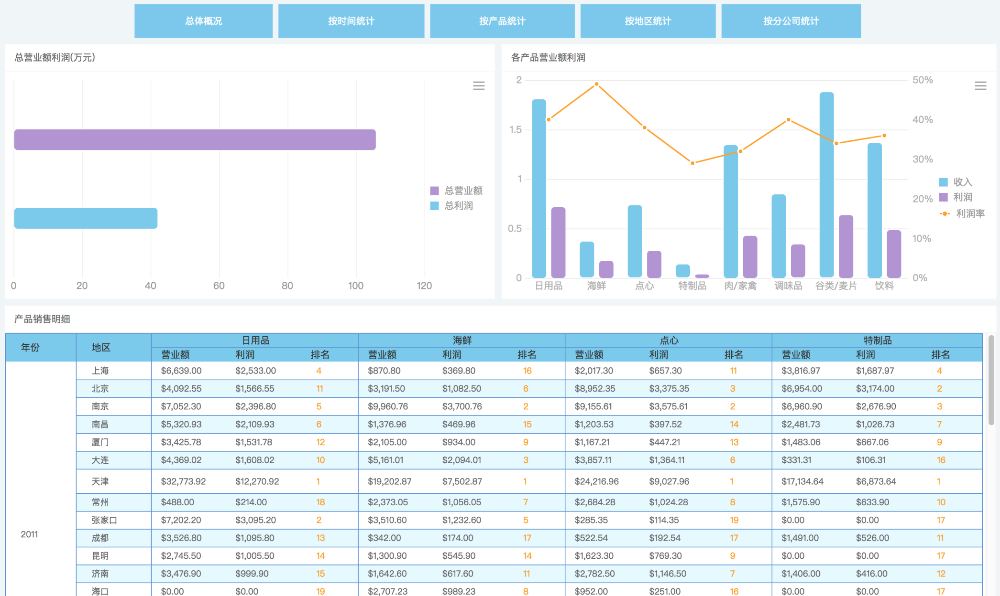 总体概况 按时间统计 按产品统计 按地区统计 按分公司统计
总营业额利润(万元)
总营业额
总利润
0 20 40 60 80 100 120
各产品营业额利润
2 50%
40%
1.5
30%
1
收入
20% 利润
利润率
0.5
10%
0 0%
日用品 海鲜 点心 特制品 肉/家禽 调味品 谷类/麦片 饮料
产品销售明细
年份 地区 日用品 海鲜 点心 特制品
营业额 利润 排名 营业额 利润 排名 营业额 利润 排名 营业额 利润 排名
上海 $6,639.00 $2,533.00 4 $870.80 $369.80 16 $2,017.30 $657.30 11 $3,816.97 $1,687.97 4
北京 $4,092.55 $1,566.55 11 $3,191.50 $1,082.50 6 $8,952.35 $3,375.35 3 $6,954.00 $3,174.00 2
南京 $7,052.30 $2,396.80 5 $9,960.76 $3,700.76 2 $9,155.61 $3,575.61 2 $6,960.90 $2,676.90 3
南昌 $5,320.93 $2,109.93 6 $1,376.96 $469.96 15 $1,203.53 $397.52 14 $2,481.73 $1,026.73 7
厦门 $3,425.78 $1,531.78 12 $2,105.00 $934.00 9 $1,167.21 $447.21 13 $1,483.06 $667.06 9
大连 $4,369.02 $1,608.02 10 $5,161.01 $2,094.01 3 $3,857.11 $1,364.11 6 $331.31 $106.31 16
天津 $32,773.92 $12,270.92 1 $19,202.87 $7,502.87 1 $24,216.96 $9,027.96 1 $17,134.64 $6,873.64 1
常州 $488.00 $214.00 18 $2,373.05 $1,056.05 7 $2,684.28 $1,024.28 8 $1,575.90 $633.90 10
张家口 $7,202.20 $3,095.20 2 $3,510.60 $1,232.60 5 $285.35 $114.35 19 $0.00 $0.00 17
2011 成都 $3,526.80 $1,095.80 13 $342.00 $174.00 17 $522.54 $192.54 17 $1,491.00 $526.00 11
昆明 $2,745.50 $1,005.50 14 $1,300.90 $545.90 14 $1,623.30 $769.30 9 $0.00 $0.00 17
济南 $3,476.90 $999.90 15 $1,642.60 $617.60 11 $2,782.50 $1,146.50 7 $1,406.00 $416.00 12
海口 $0.00 $0.00 19 $2,707.23 $989.23 8 $952.00 $251.00 16 $0.00 $0.00 17